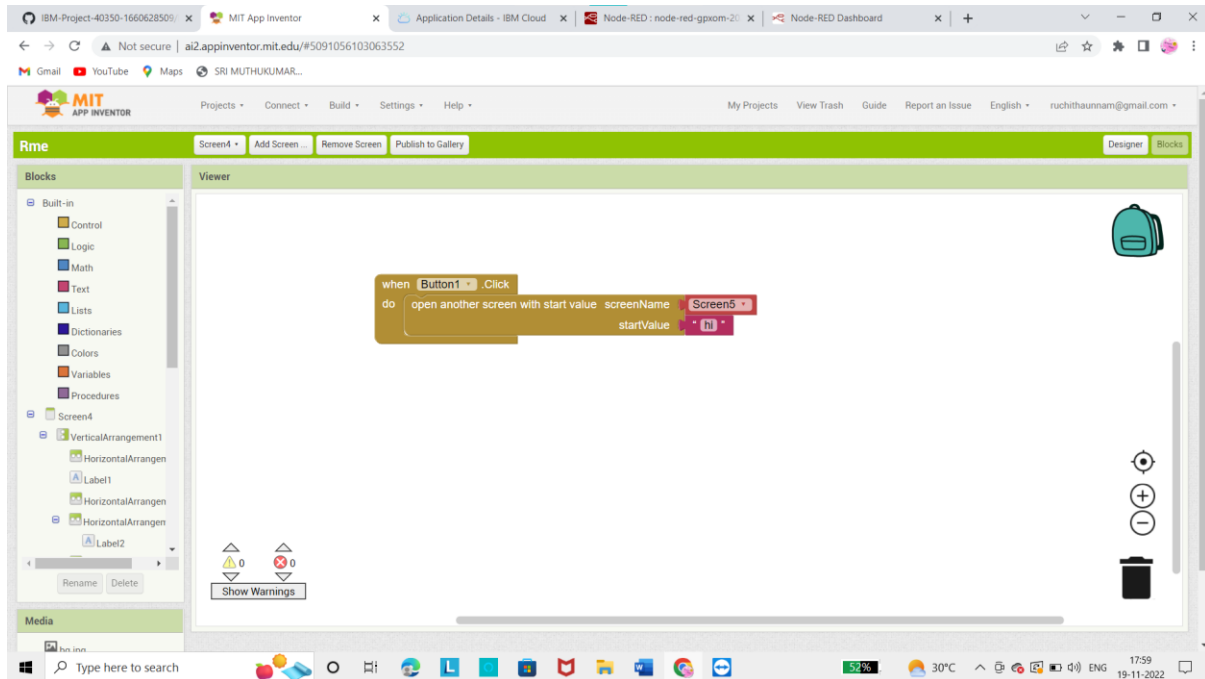 IBM-Project-40350-1660628509/
MIT App Inventor
Application Details - IBM Cloud
Node-RED : node-red-gpxom-20
Node-RED Dashboard
Not secure | ai2.appinventor.mit.edu/#5091056103063552
Gmail YouTube Maps SRI MUTHUKUMAR...
MIT
APP INVENTOR
Projects Connect Build Settings Help My Projects View Trash Guide Report an Issue English ruchithaunnam@gmail.com
Rme Screen4 Add Screen ... Remove Screen Publish to Gallery Designer Blocks
Blocks Viewer
Built-in
Control
Logic
Math
Text
Lists
Dictionaries
Colors
Variables
Procedures
Screen4
VerticalArrangement1
HorizontalArrangen
Label1
HorizontalArrangen
HorizontalArrangen
Label2
Rename Delete
when Button1 .Click
do open another screen with start value screenName Screen5
startValue " hi "
0 0
Show Warnings
Media
Type here to search L 52% 30°C ENG 17:59
19-11-2022